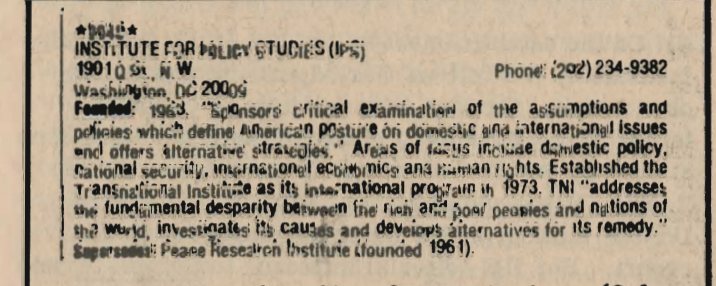 INSTITUTE FOR POLICY STUDIES (IPS)
1901 Q St., N.W. Phone: (202) 234-9382
Washington, DC 20009
Founded: 1963. "Sponsors critical examination of the assumptions and
policies which define American posture on domestic and international issues
and offers alternative strategies." Areas of focus include domestic policy,
national security, international economics and human rights. Established the
Transnational Institute as its international program in 1973. TNI "addresses
the fundamental desparity between the rich and poor peoples and nations of
the world, investigates its causes and develops alternatives for its remedy."
Supersedes: Peace Research Institute (founded 1961).